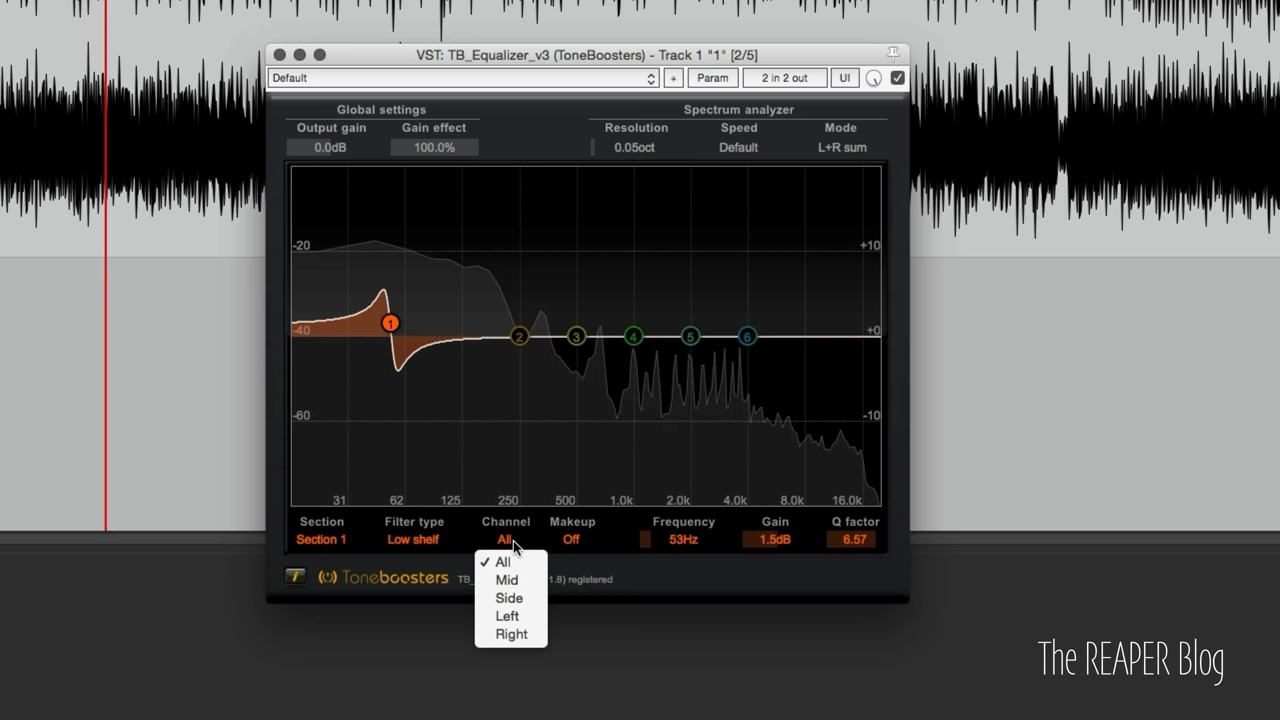 VST: TB_Equalizer_v3 (ToneBoosters) - Track 1 "1" [2/5]
Default + Param 2 in 2 out UI
Global settings Spectrum analyzer
Output gain Gain effect Resolution Speed Mode
0.0dB 100.0% 0.05oct Default L+R sum
-20 +10
1
-40 2 3 4 5 6 +0
-60 -10
31 62 125 250 500 1.0k 2.0k 4.0k 8.0k 16.0k
Section Filter type Channel Makeup Frequency Gain Q factor
Section 1 Low shelf All Off 53Hz 1.5dB 6.57
✓ All
i Toneboosters TB_ 1.8) registered
Mid
Side
Left
Right
The REAPER Blog